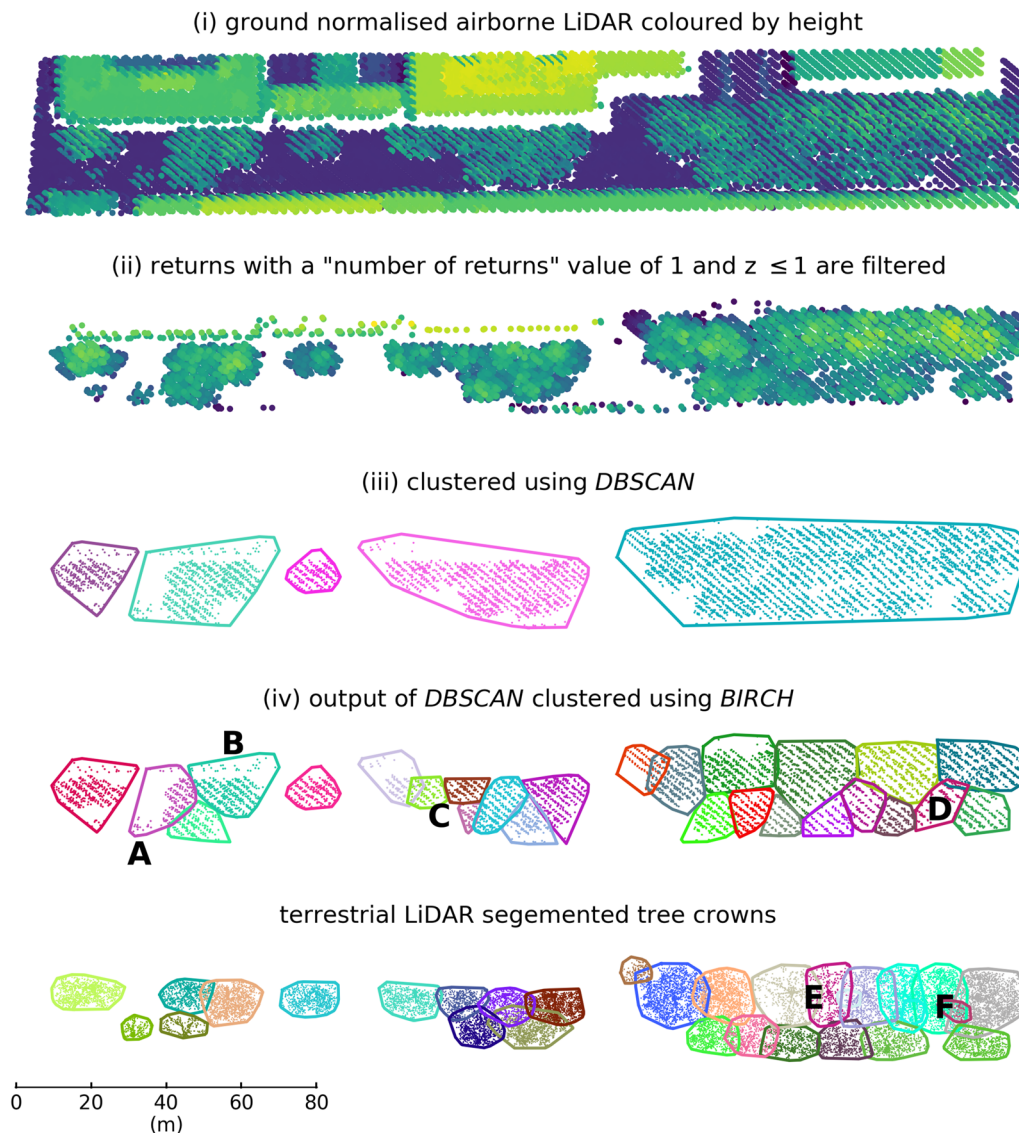 (i) ground normalised airborne LiDAR coloured by height
(ii) returns with a "number of returns" value of 1 and z ≤1 are filtered
(iii) clustered using DBSCAN
(iv) output of DBSCAN clustered using BIRCH
B
A
C
D
terrestrial LiDAR segemented tree crowns
E
F
0 20 40 60 80
(m)